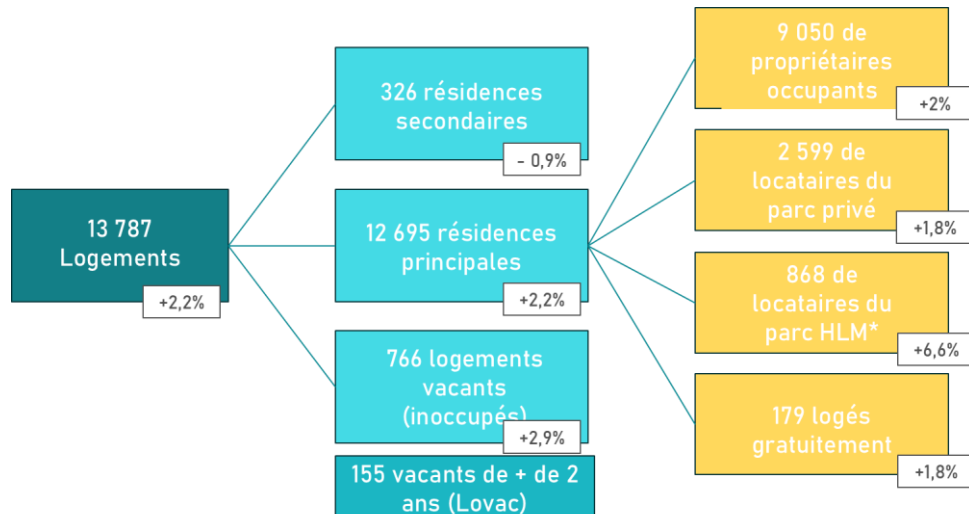 13 787
Logements
+2,2%
326 résidences
secondaires
- 0,9%
12 695 résidences
principales
+2,2%
766 logements
vacants
(inoccupés)
+2,9%
155 vacants de + de 2
ans (Lovac)
9 050 de
propriétaires
occupants
+2%
2 599 de
locataires du
parc privé
+1,8%
868 de
locataires du
parc HLM*
+6,6%
179 logés
gratuitement
+1,8%